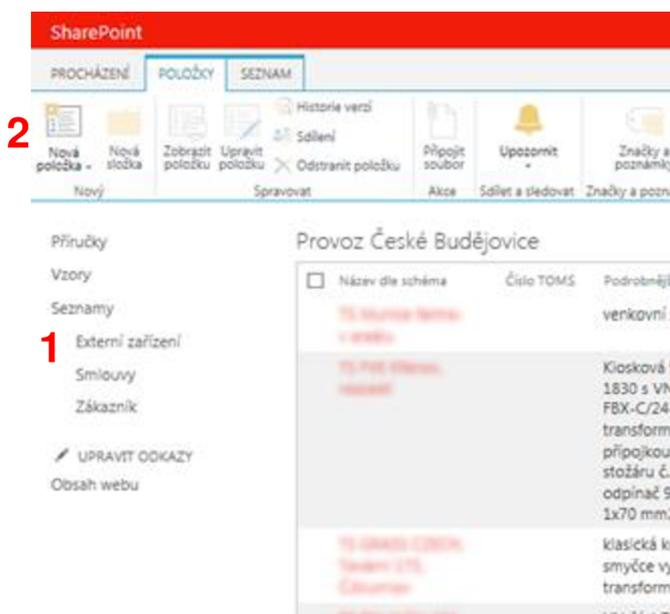 SharePoint
PROCHÁZENÍ POLOŽKY SEZNAM
2
Nová položka
Nová složka
Zobrazit položku
Upravit položku
Historie verzí
Sdílení
Odstranit položku
Připojit soubor
Upozornit
Značky a poznámky
Nový Spravovat Akce Sdílet a sledovat Značky a pozn
Příručky
Vzory
Seznamy
1
Externí zařízení
Smlouvy
Zákazník
UPRAVIT ODKAZY
Obsah webu
Provoz České Budějovice
Název dle schéma Číslo TOMS Podrobněj
venkovní
Kiosková
1830 s VN
FBX-C/24
transform
přípojkou
stožáru č.
odpínač 9
1x70 mm
klasická k
smyčce vy
transform